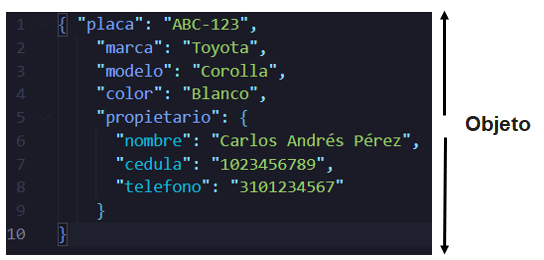 1 { "placa": "ABC-123",
2 "marca": "Toyota",
3 "modelo": "Corolla",
4 "color": "Blanco",
5 "propietario": {
6 "nombre": "Carlos Andrés Pérez",
7 "cedula": "1023456789",
8 "telefono": "3101234567"
9 }
10 }
Objeto